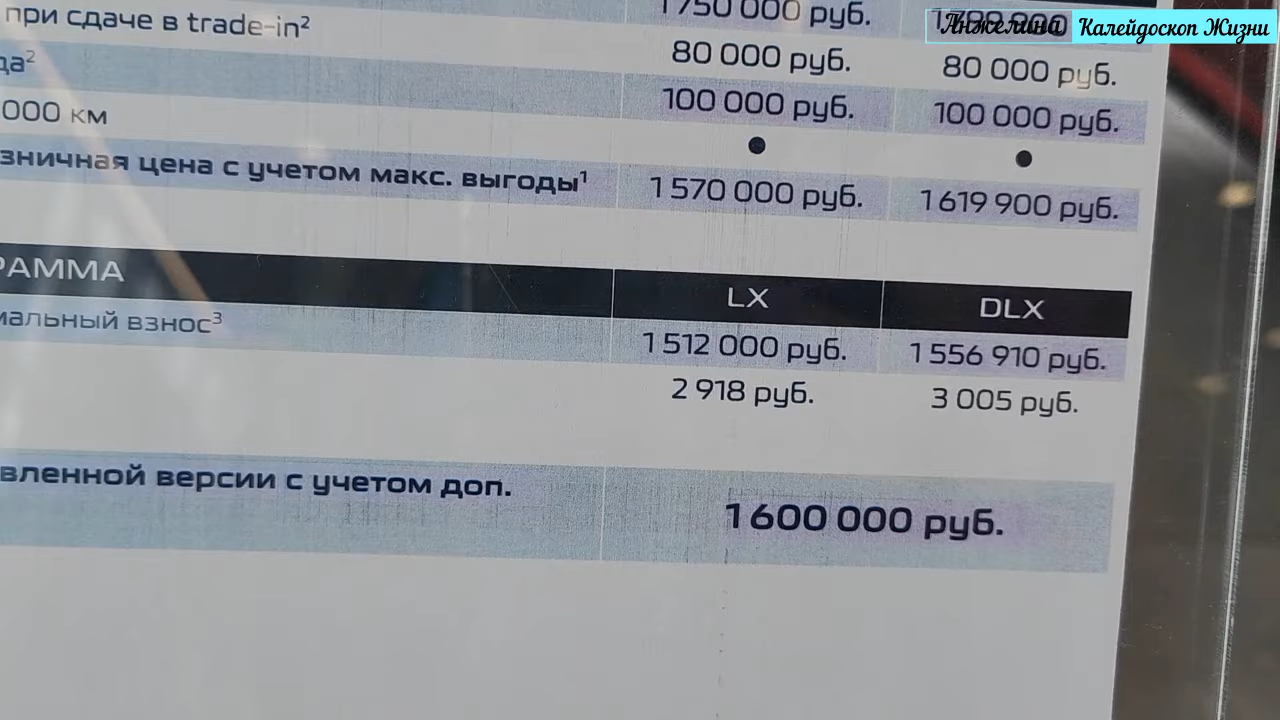 1 750 000 руб.
Анжелина Калейдоскоп Жизни
при сдаче в trade-in² 80 000 руб. 80 000 руб.
да² 100 000 руб. 100 000 руб.
000 км • •
зничная цена с учетом макс. выгоды¹ 1 570 000 руб. 1 619 900 руб.
РАММА LX DLX
мальный взнос³ 1 512 000 руб. 1 556 910 руб.
2 918 руб. 3 005 руб.
вленной версии с учетом доп. 1 600 000 руб.